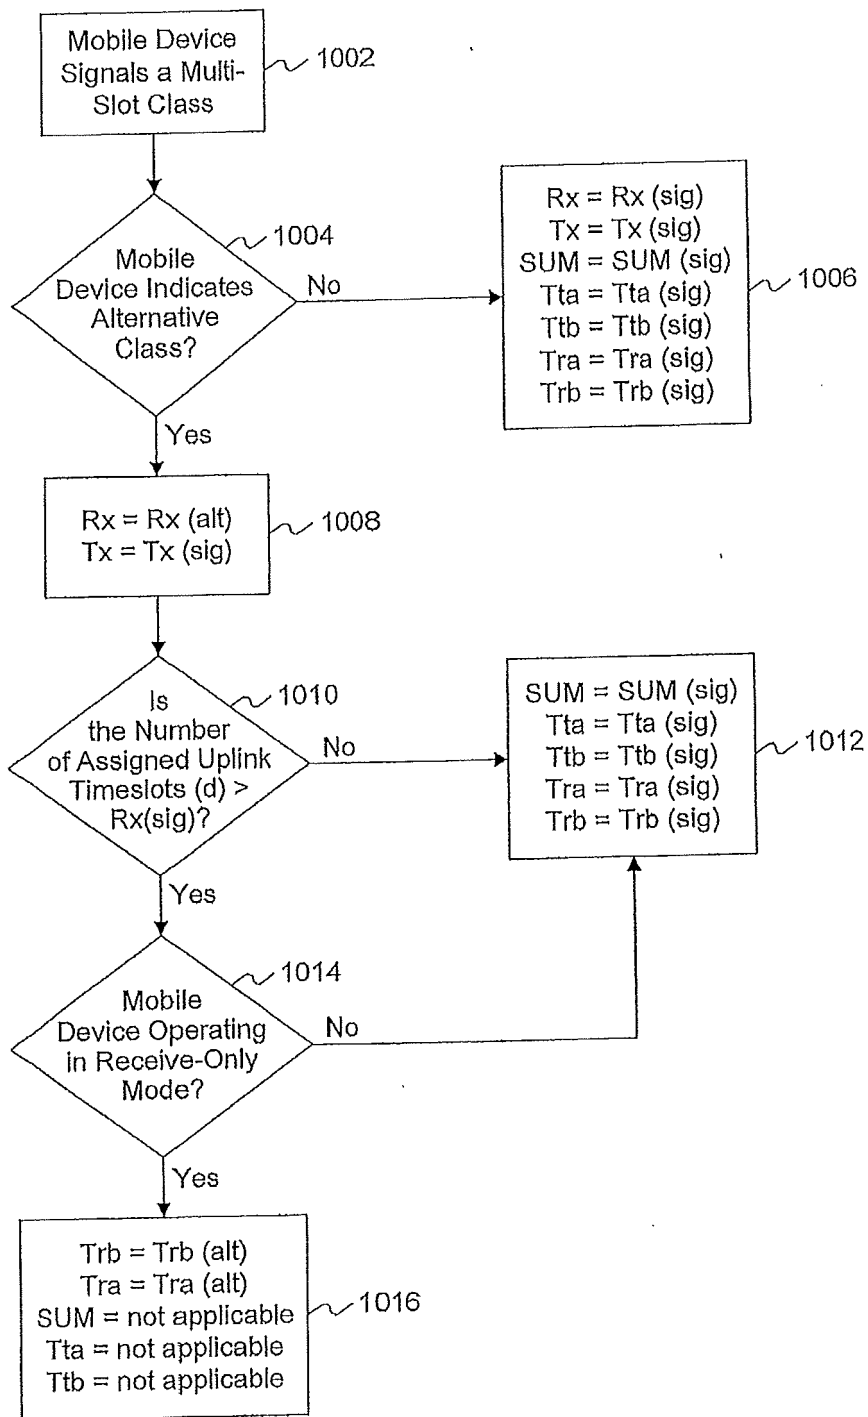 Mobile Device
Signals a Multi-
Slot Class
1002
1004
Mobile
Device Indicates
Alternative
Class?
No
Rx = Rx (sig)
Tx = Tx (sig)
SUM = SUM (sig)
Tta = Tta (sig)
Ttb = Ttb (sig)
Tra = Tra (sig)
Trb = Trb (sig)
1006
Yes
Rx = Rx (alt)
Tx = Tx (sig)
1008
1010
Is
the Number
of Assigned Uplink
Timeslots (d) >
Rx(sig)?
No
SUM = SUM (sig)
Tta = Tta (sig)
Ttb = Ttb (sig)
Tra = Tra (sig)
Trb = Trb (sig)
1012
Yes
1014
Mobile
Device Operating
in Receive-Only
Mode?
No
Yes
Trb = Trb (alt)
Tra = Tra (alt)
SUM = not applicable
Tta = not applicable
Ttb = not applicable
1016